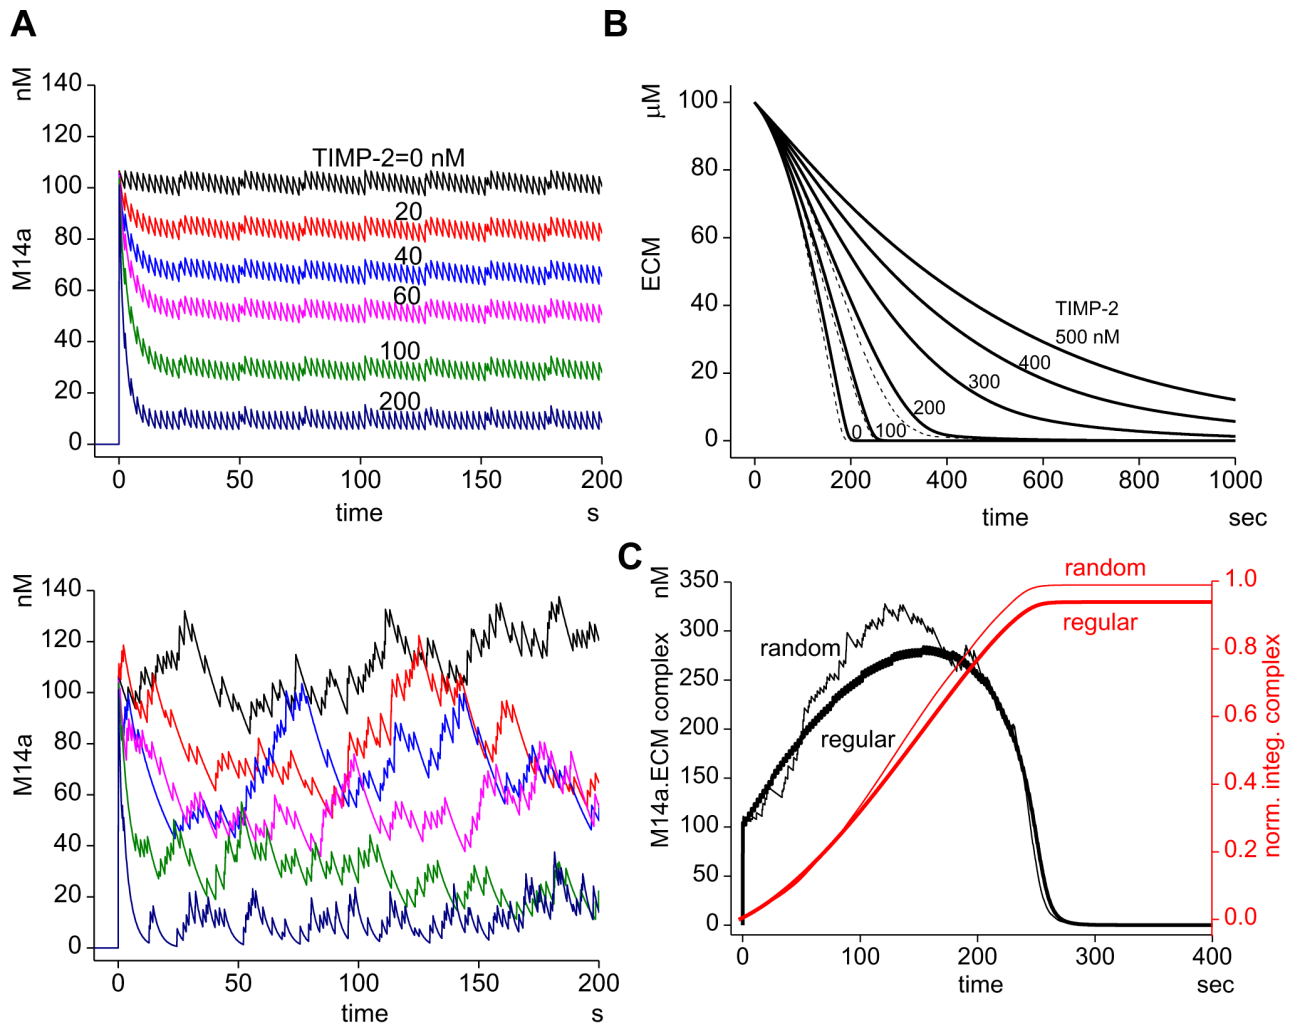 A
nM
M14a
140
120
100
80
60
40
20
0
TIMP-2=0 nM
20
40
60
100
200
0
50
100
150
200
time
s
B
µM
ECM
100
80
60
40
20
0
TIMP-2
500 nM
400
300
200
100
0
0
200
400
600
800
1000
time
sec
nM
M14a
140
120
100
80
60
40
20
0
0
50
100
150
200
time
s
C
nM
M14a.ECM complex
350
300
250
200
150
100
50
0
random
regular
random
regular
1.0
0.8
0.6
0.4
0.2
0.0
norm. integ. complex
0
100
200
300
400
time
sec